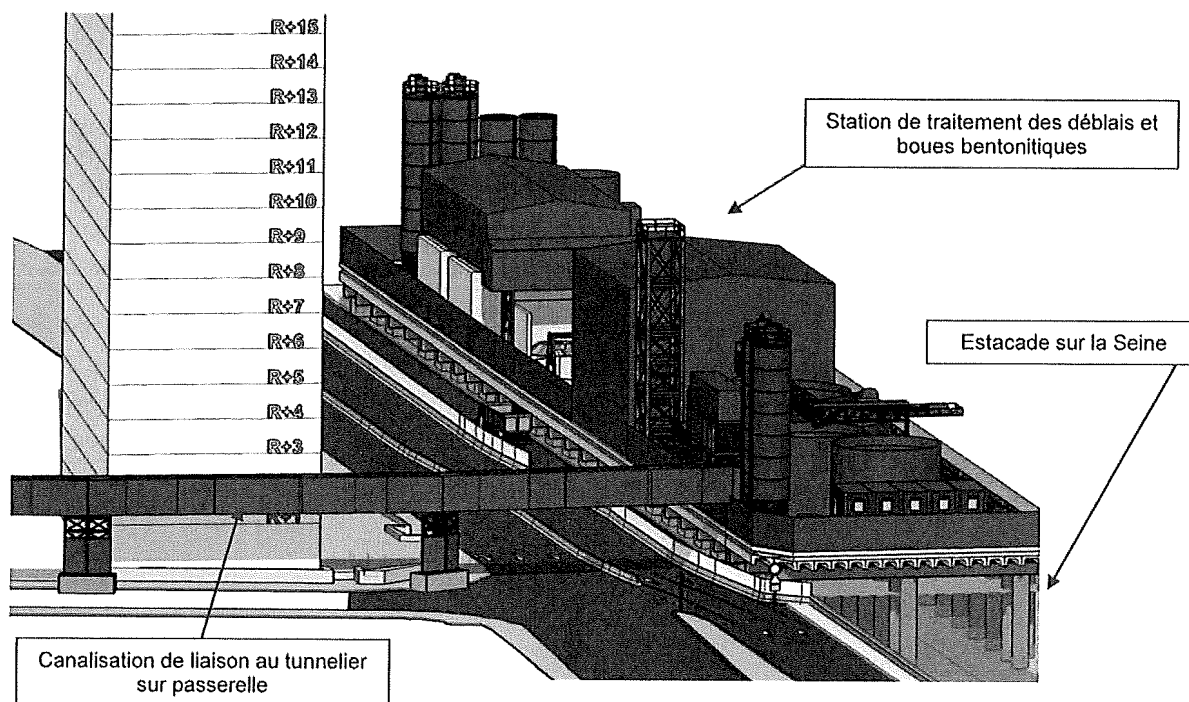 R+15
R+14
R+13
R+12
R+11
R+10
R+9
R+8
R+7
R+6
R+5
R+4
R+3
Station de traitement des déblais et
boues bentonitiques
Estacade sur la Seine
Canalisation de liaison au tunnelier
sur passerelle